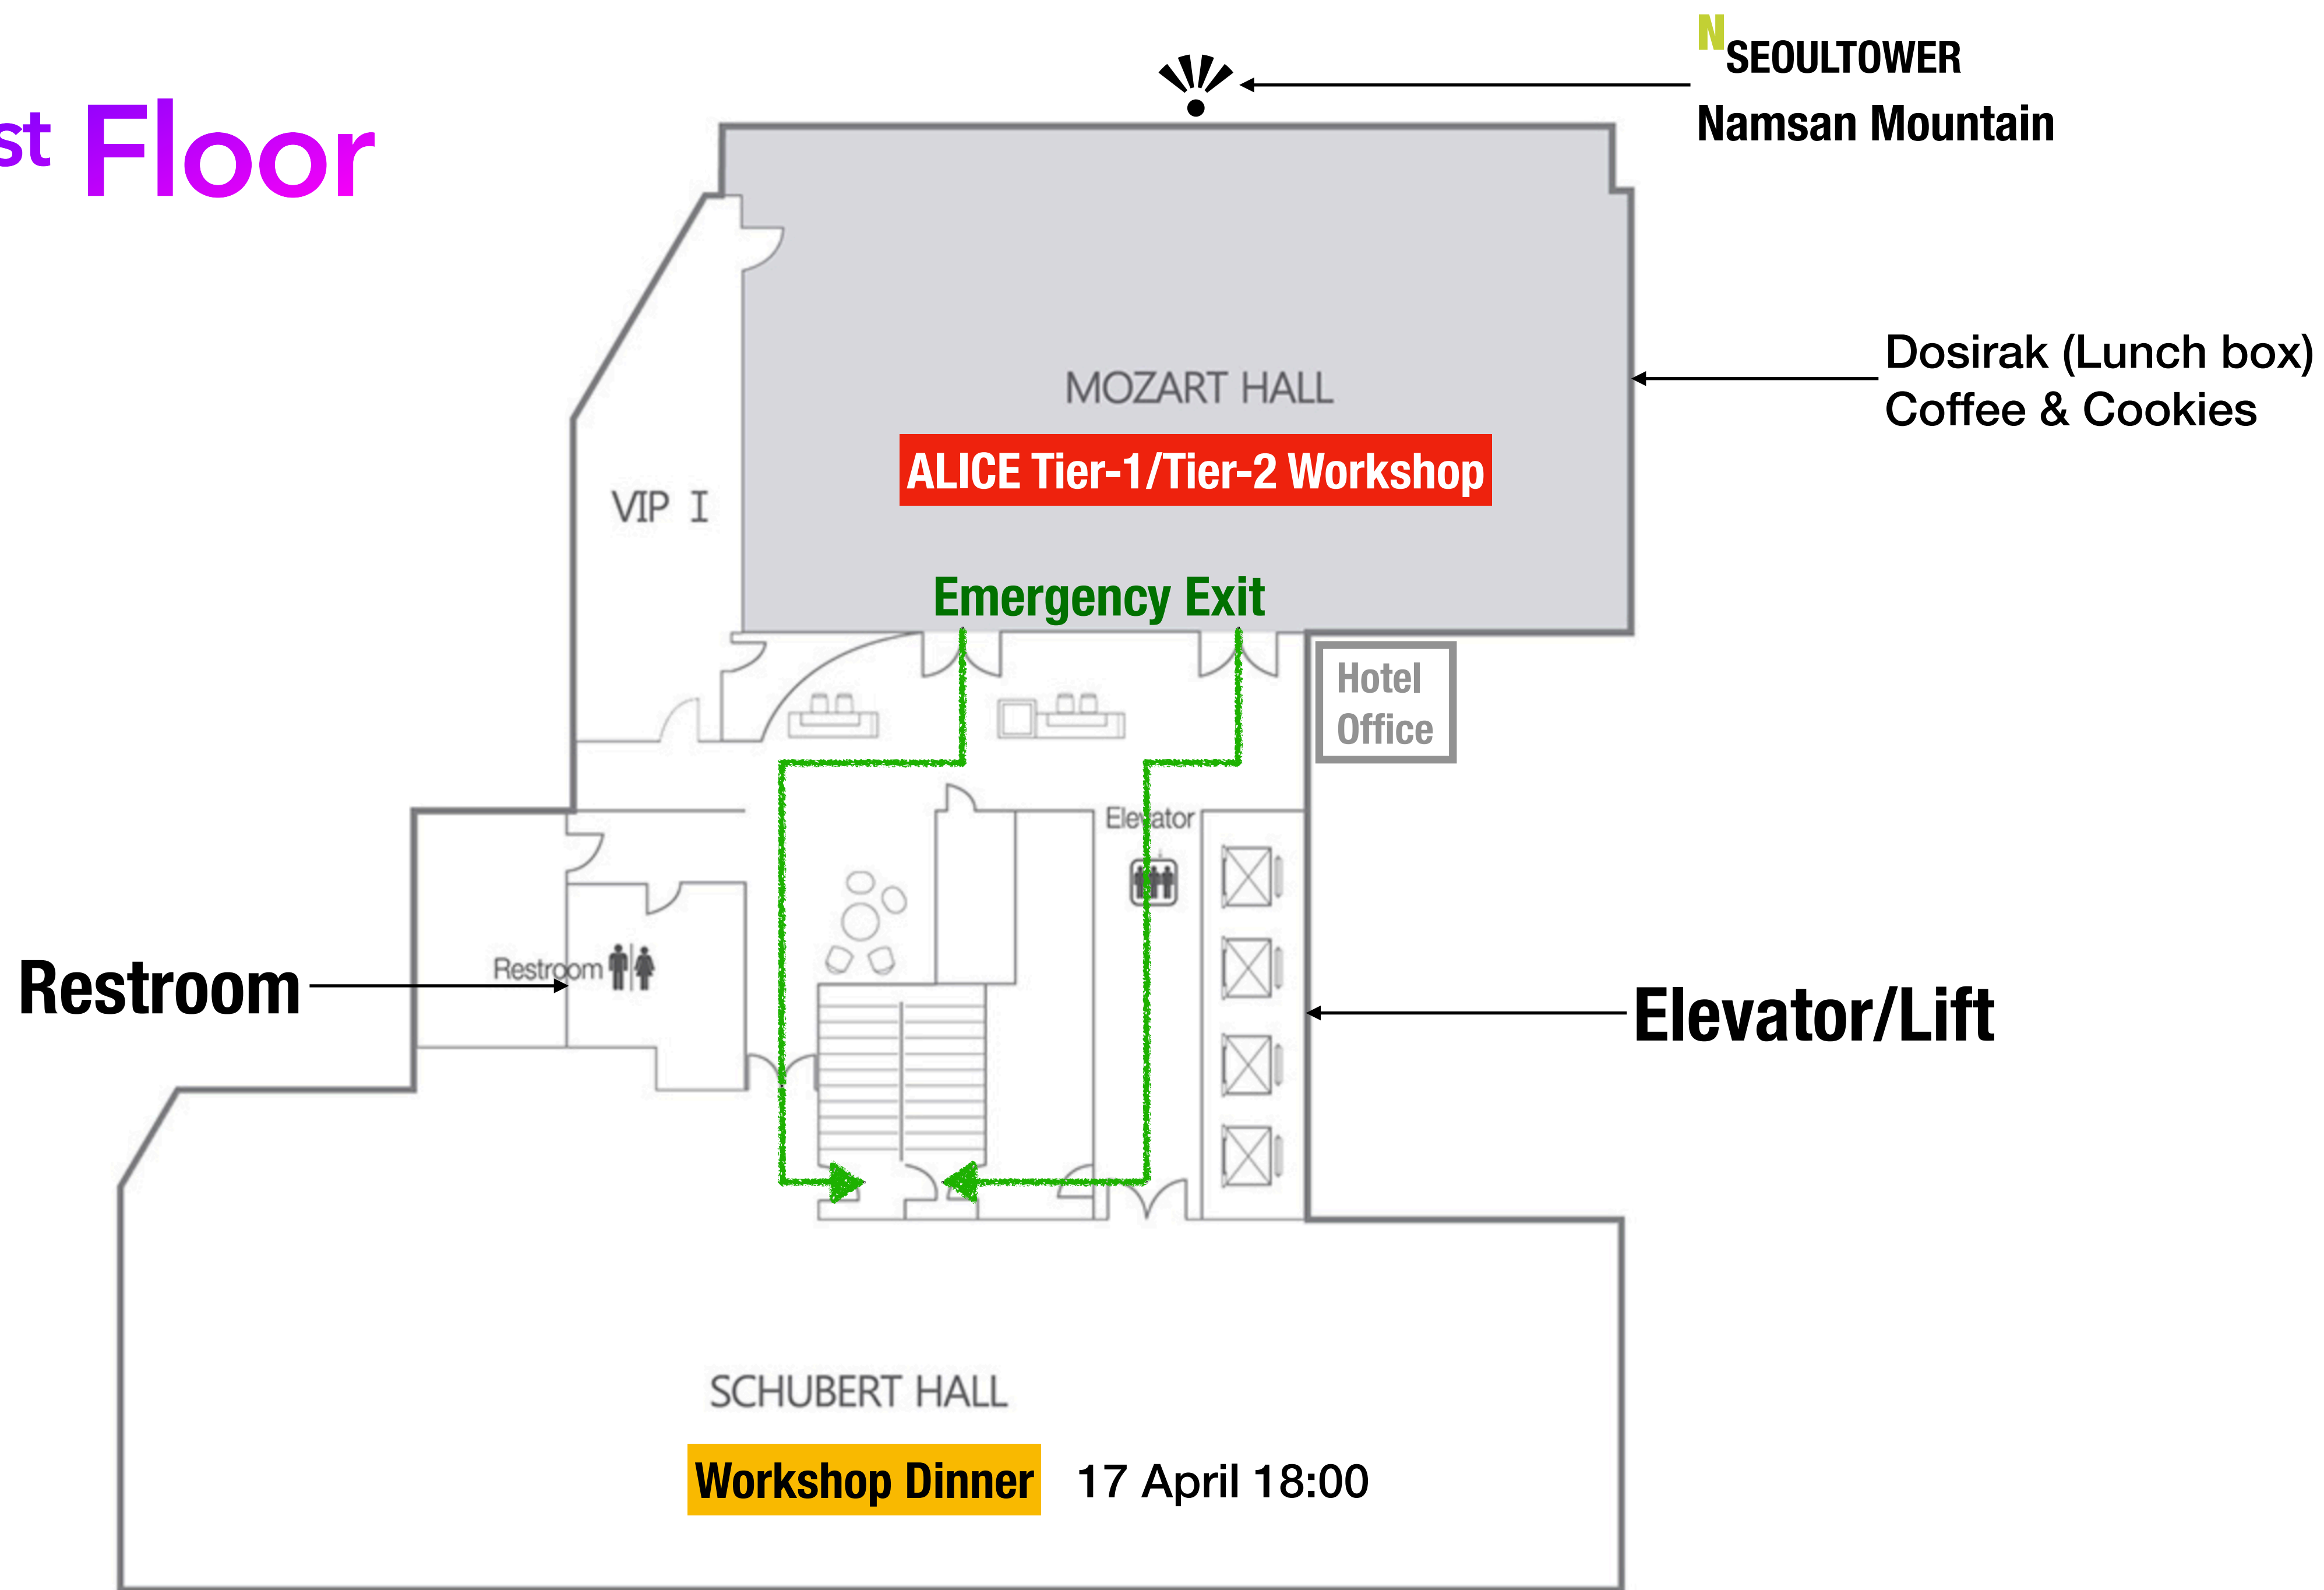 st Floor
N SEOULTOWER
Namsan Mountain
Dosirak (Lunch box)
Coffee & Cookies
MOZART HALL
ALICE Tier-1/Tier-2 Workshop
VIP I
Emergency Exit
Hotel
Office
Elevator
Restroom
Restroom
Elevator/Lift
SCHUBERT HALL
Workshop Dinner
17 April 18:00